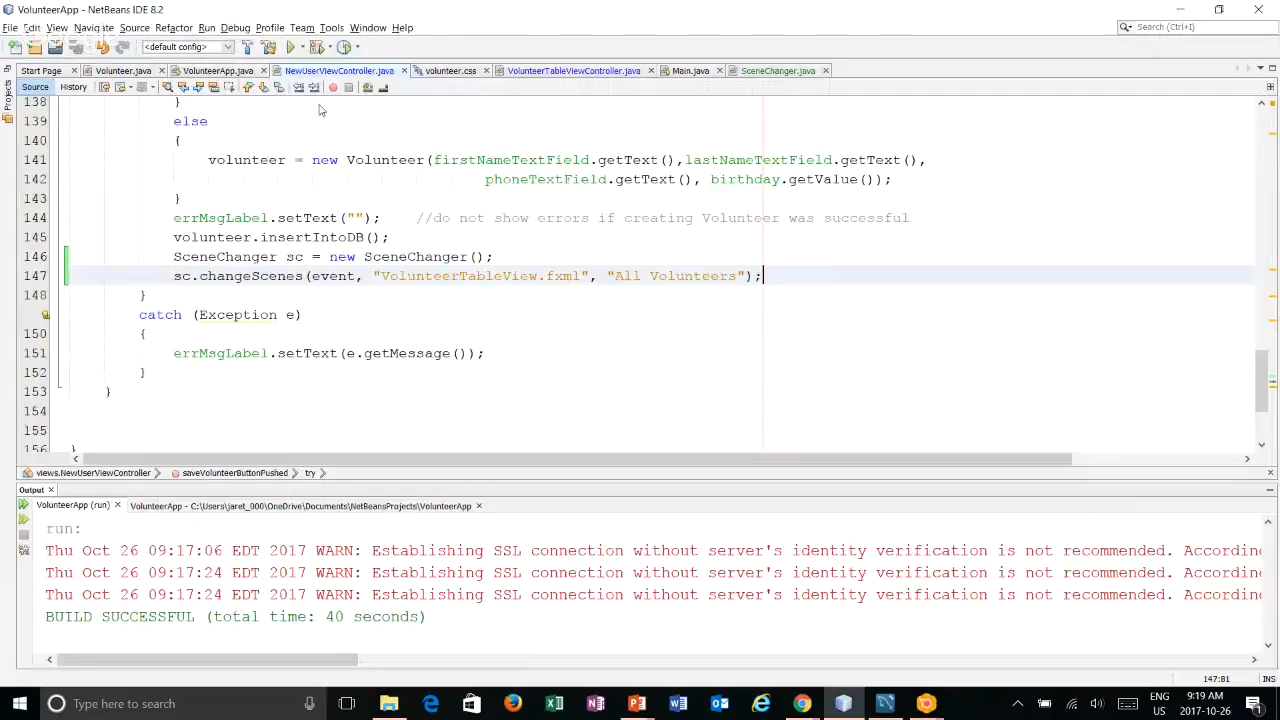 VolunteerApp - NetBeans IDE 8.2
File Edit View Navigate Source Refactor Run Debug Profile Team Tools Window Help
Search (Ctrl+I)
<default config>
Start Page Volunteer.java VolunteerApp.java NewUserViewController.java volunteer.css VolunteerTableViewController.java Main.java SceneChanger.java
Source History
Projects
138 }
139 else
140 {
141 volunteer = new Volunteer(firstNameTextField.getText(),lastNameTextField.getText(),
142 phoneTextField.getText(), birthday.getValue());
143 }
144 errMsgLabel.setText(""); //do not show errors if creating Volunteer was successful
145 volunteer.insertIntoDB();
146 SceneChanger sc = new SceneChanger();
147 sc.changeScenes(event, "VolunteerTableView.fxml", "All Volunteers");
148 }
catch (Exception e)
150 {
151 errMsgLabel.setText(e.getMessage());
152 }
153 }
154
155
156 }
views.NewUserViewController saveVolunteerButtonPushed try
Output
VolunteerApp (run) VolunteerApp - C:\Users\jaret_000\OneDrive\Documents\NetBeansProjects\VolunteerApp
run:
Thu Oct 26 09:17:06 EDT 2017 WARN: Establishing SSL connection without server's identity verification is not recommended. Accordin
Thu Oct 26 09:17:24 EDT 2017 WARN: Establishing SSL connection without server's identity verification is not recommended. Accordin
Thu Oct 26 09:17:24 EDT 2017 WARN: Establishing SSL connection without server's identity verification is not recommended. Accordin
BUILD SUCCESSFUL (total time: 40 seconds)
147:81 INS
Type here to search
ENG
US
9:19 AM
2017-10-26